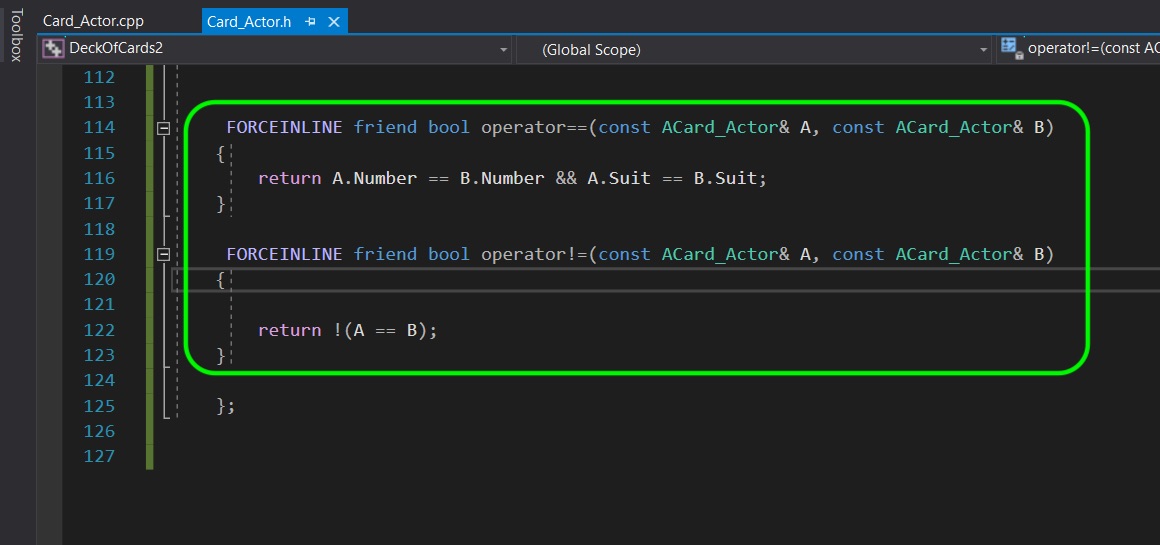 Toolbox
Card_Actor.cpp Card_Actor.h
DeckOfCards2 (Global Scope) operator!=(const AC
112
113
114 FORCEINLINE friend bool operator==(const ACard_Actor& A, const ACard_Actor& B)
115 {
116 return A.Number == B.Number && A.Suit == B.Suit;
117 }
118
119 FORCEINLINE friend bool operator!=(const ACard_Actor& A, const ACard_Actor& B)
120 {
121
122 return !(A == B);
123 }
124
125 };
126
127